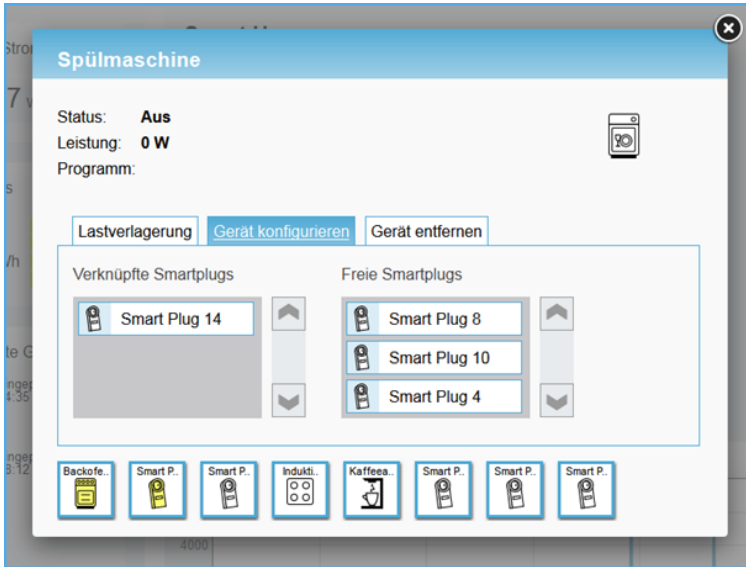 Spülmaschine
Status: Aus
Leistung: 0 W
Programm:
Lastverlagerung Gerät konfigurieren Gerät entfernen
Verknüpfte Smartplugs Freie Smartplugs
Smart Plug 14 Smart Plug 8
Smart Plug 10
Smart Plug 4
Backofe.. Smart P.. Smart P.. Indukti.. Kaffeea.. Smart P.. Smart P.. Smart P..
4000